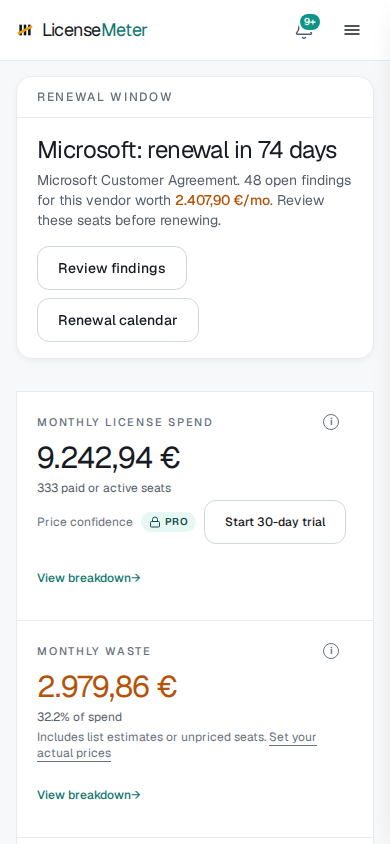 LicenseMeter
9+
RENEWAL WINDOW
Microsoft: renewal in 74 days
Microsoft Customer Agreement. 48 open findings
for this vendor worth 2.407,90 €/mo. Review
these seats before renewing.
Review findings
Renewal calendar
MONTHLY LICENSE SPEND
9.242,94 €
333 paid or active seats
Price confidence PRO Start 30-day trial
View breakdown→
MONTHLY WASTE
2.979,86 €
32.2% of spend
Includes list estimates or unpriced seats. Set your
actual prices
View breakdown→